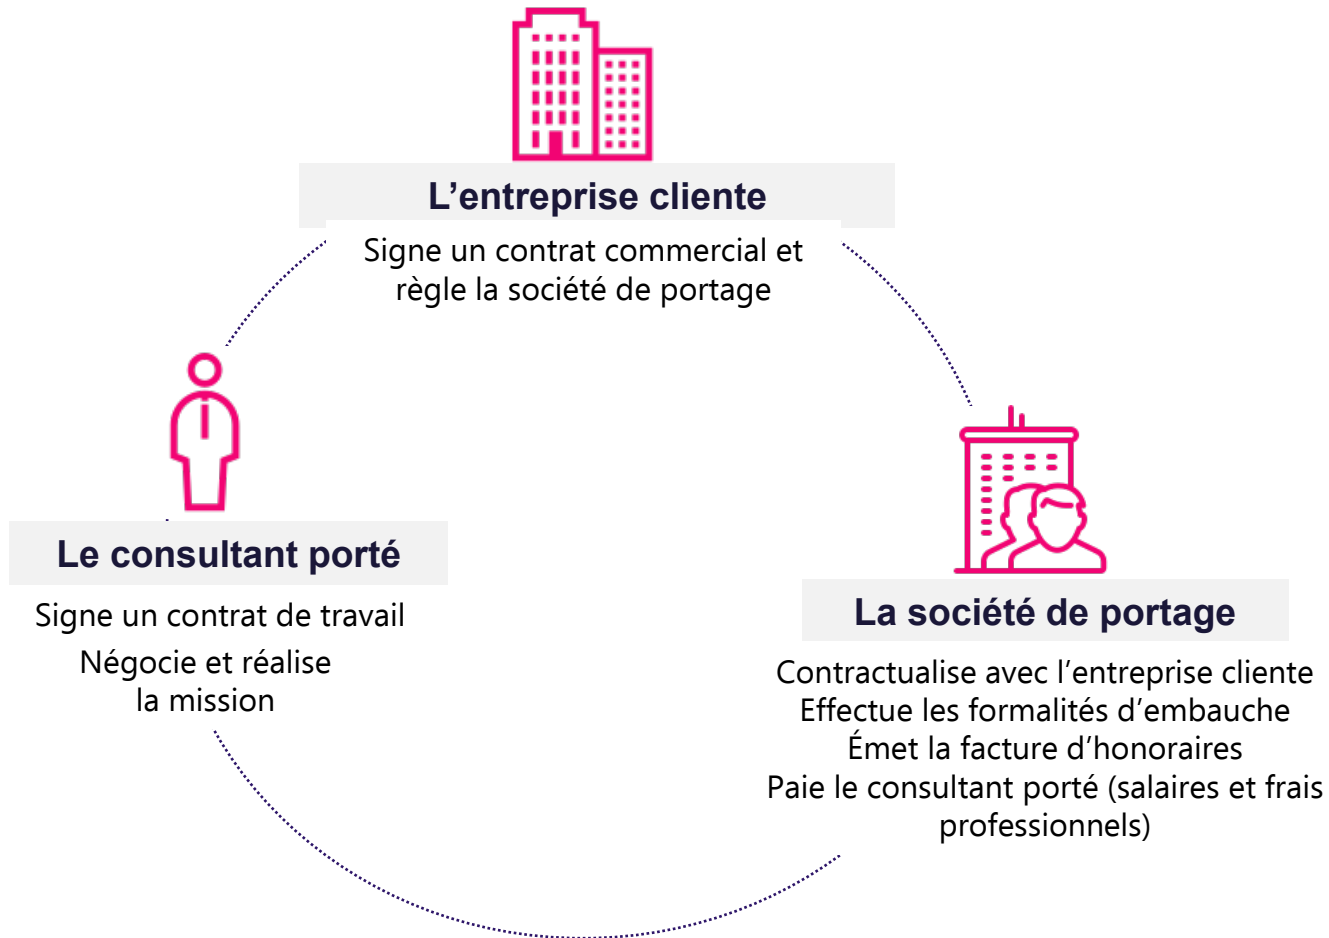 L’entreprise cliente
Signe un contrat commercial et
règle la société de portage
Le consultant porté
Signe un contrat de travail
Négocie et réalise
la mission
La société de portage
Contractualise avec l’entreprise cliente
Effectue les formalités d’embauche
Émet la facture d’honoraires
Paie le consultant porté (salaires et frais
professionnels)